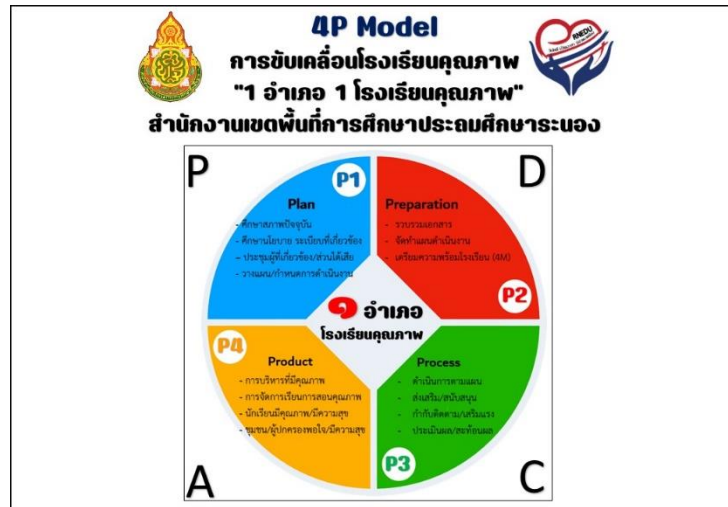 4P Model
การขับเคลื่อนโรงเรียนคุณภาพ
"1 อำเภอ 1 โรงเรียนคุณภาพ"
สำนักงานเขตพื้นที่การศึกษาประถมศึกษาระนอง
RNEDU
P
D
P1
Plan
- ศึกษาสภาพปัจจุบัน
- ศึกษานโยบาย ระเบียบที่เกี่ยวข้อง
- ประชุมผู้ที่เกี่ยวข้อง/ส่วนได้เสีย
- วางแผน/กำหนดการดำเนินงาน
Preparation
- รวบรวมเอกสาร
- จัดทำแผนดำเนินงาน
- เตรียมความพร้อมโรงเรียน (4M)
P2
๑ อำเภอ
โรงเรียนคุณภาพ
P4
Product
- การบริหารที่มีคุณภาพ
- การจัดการเรียนการสอนคุณภาพ
- นักเรียนมีคุณภาพ/มีความสุข
- ชุมชน/ผู้ปกครองพอใจ/มีความสุข
Process
- ดำเนินการตามแผน
- ส่งเสริม/สนับสนุน
- กำกับติดตาม/เสริมแรง
- ประเมินผล/สะท้อนผล
P3
A
C